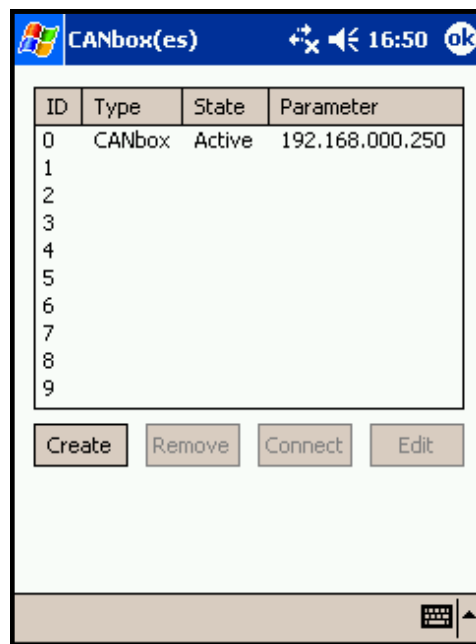 CANbox(es) 16:50 ok
ID Type State Parameter
0 CANbox Active 192.168.000.250
1
2
3
4
5
6
7
8
9
Create Remove Connect Edit